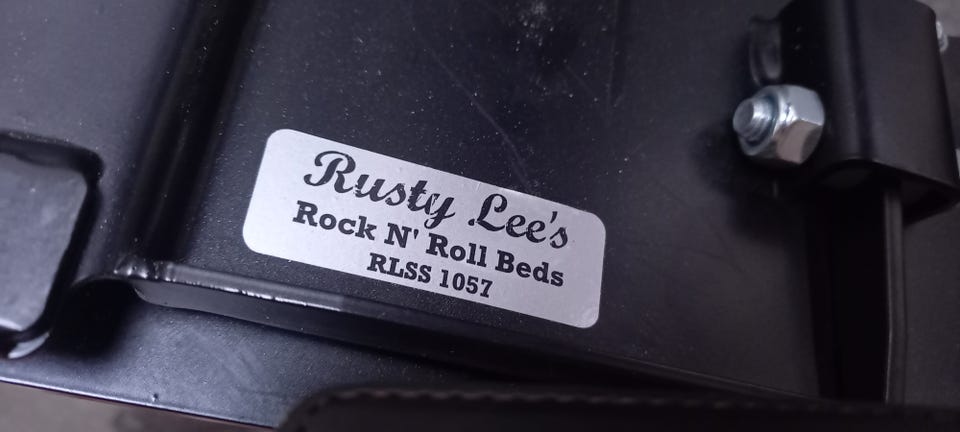 Rusty Lee's
Rock N' Roll Beds
RLSS 1057